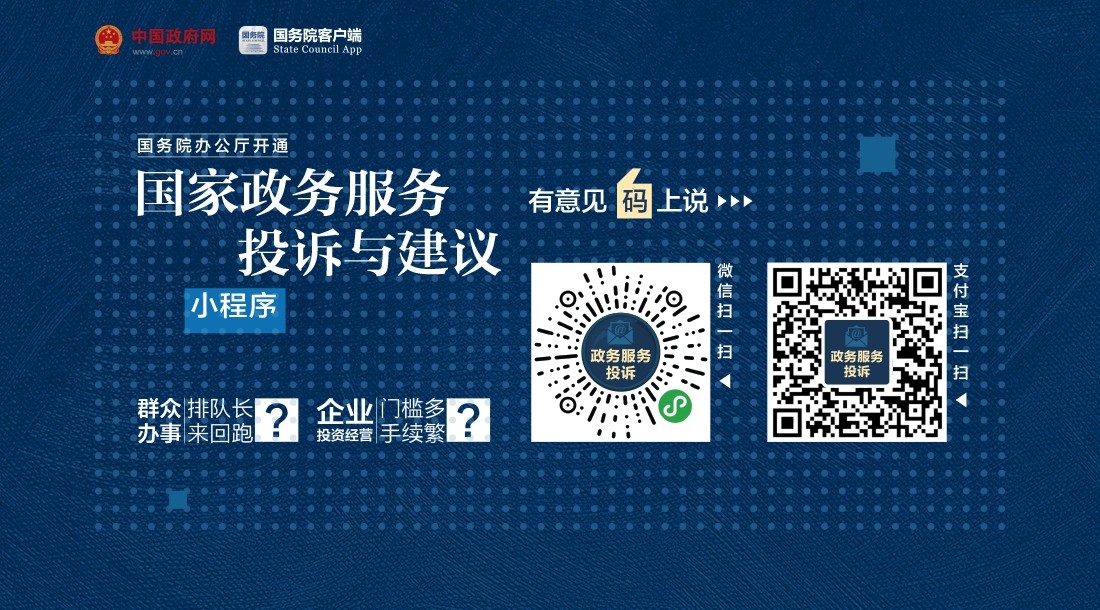 中国政府网
www.gov.cn
国务院客户端
State Council App
国务院办公厅开通
国家政务服务
投诉与建议
小程序
有意见码上说
微信扫一扫
政务服务
投诉
支付宝扫一扫
政务服务
投诉
群众办事
排队长
来回跑?
企业
投资经营
门槛多
手续繁?